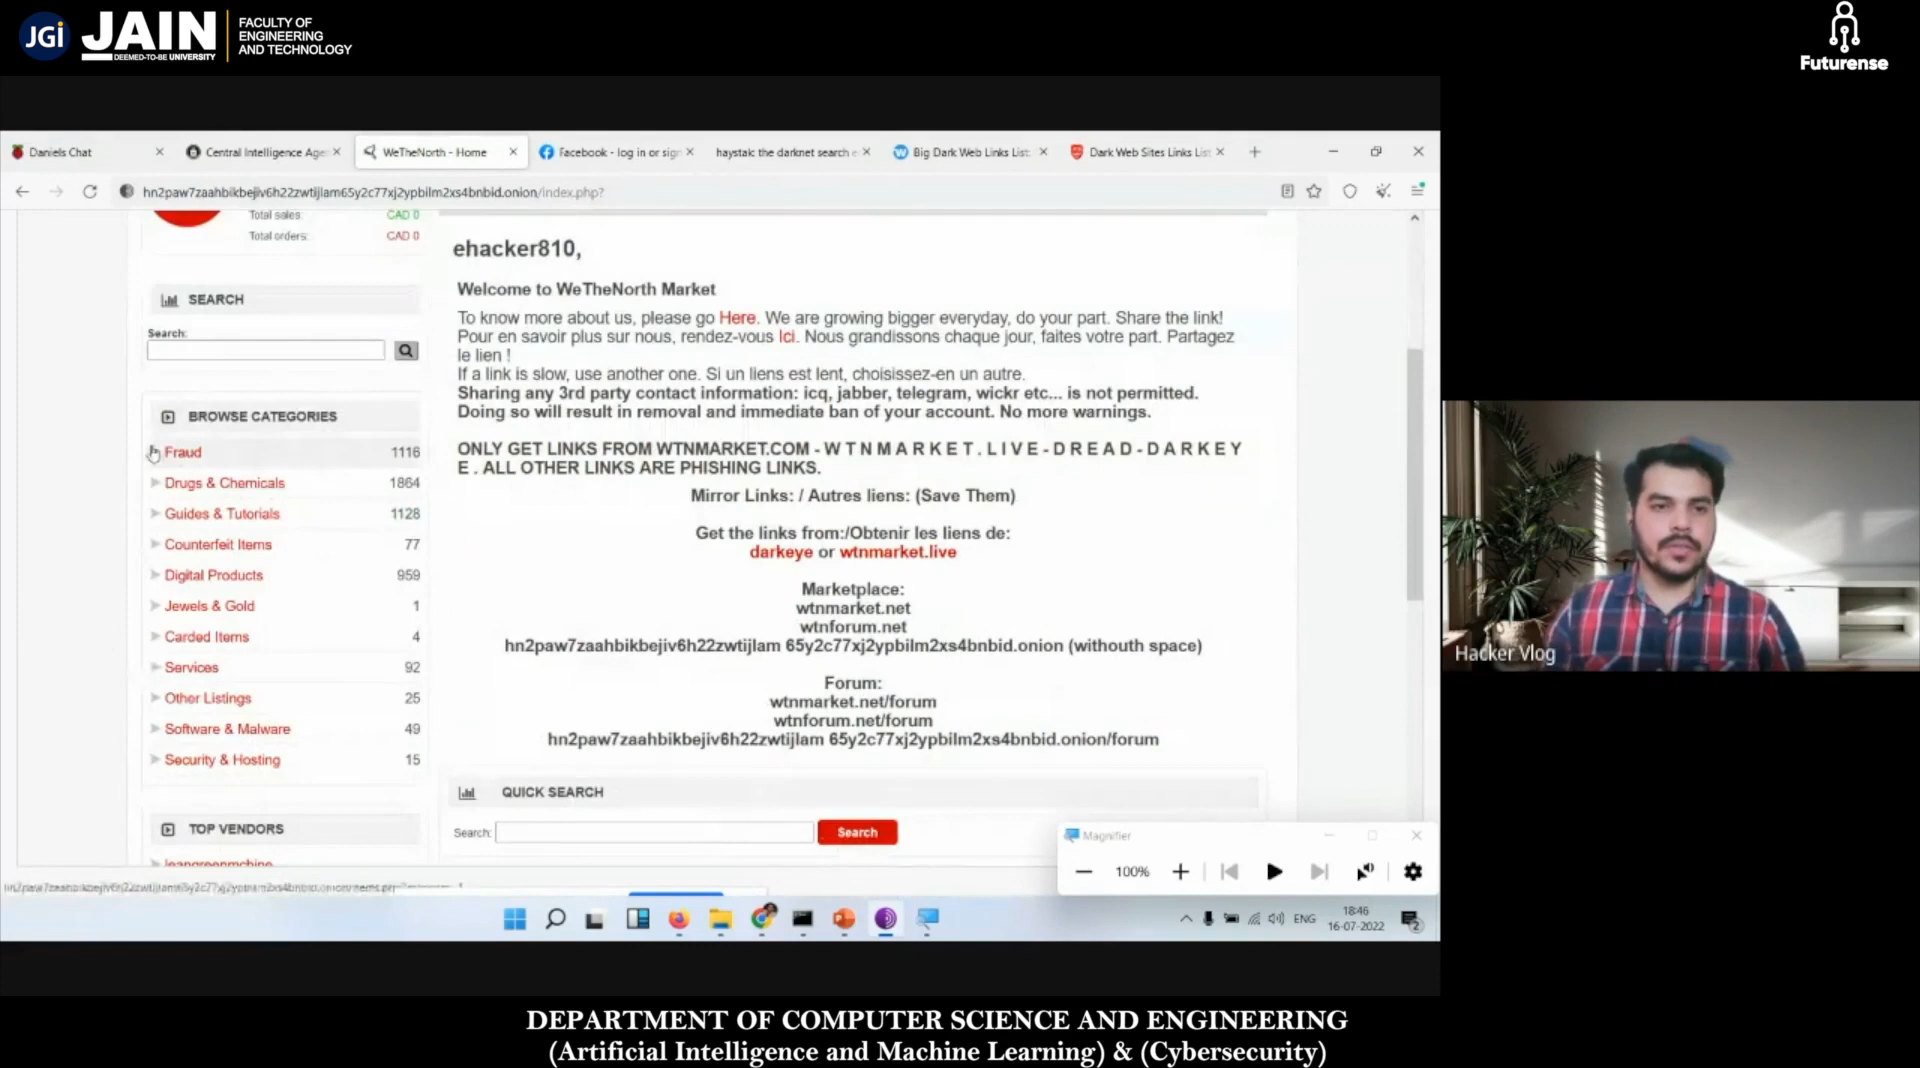 JGi JAIN
DEEMED-TO-BE UNIVERSITY
FACULTY OF
ENGINEERING
AND TECHNOLOGY
Futurense
Daniels Chat
Central Intelligence Age
WeTheNorth - Home
Facebook - log in or sign
haystak: the darknet search e
Big Dark Web Links List:
Dark Web Sites Links List
hn2paw7zaahbikbejiv6h22zwtijlam65y2c77xj2ypbilm2xs4bnbid.onion/index.php?
Total sales: CAD 0
Total orders: CAD 0
SEARCH
Search:
BROWSE CATEGORIES
Fraud 1116
Drugs & Chemicals 1864
Guides & Tutorials 1128
Counterfeit Items 77
Digital Products 959
Jewels & Gold 1
Carded Items 4
Services 92
Other Listings 25
Software & Malware 49
Security & Hosting 15
TOP VENDORS
leangreenmchine
ehacker810,
Welcome to WeTheNorth Market
To know more about us, please go Here. We are growing bigger everyday, do your part. Share the link!
Pour en savoir plus sur nous, rendez-vous Ici. Nous grandissons chaque jour, faites votre part. Partagez
le lien !
If a link is slow, use another one. Si un liens est lent, choisissez-en un autre.
Sharing any 3rd party contact information: icq, jabber, telegram, wickr etc... is not permitted.
Doing so will result in removal and immediate ban of your account. No more warnings.
ONLY GET LINKS FROM WTNMARKET.COM - W T N M A R K E T . L I V E - D R E A D - D A R K E Y
E . ALL OTHER LINKS ARE PHISHING LINKS.
Mirror Links: / Autres liens: (Save Them)
Get the links from:/Obtenir les liens de:
darkeye or wtnmarket.live
Marketplace:
wtnmarket.net
wtnforum.net
hn2paw7zaahbikbejiv6h22zwtijlam 65y2c77xj2ypbilm2xs4bnbid.onion (withouth space)
Forum:
wtnmarket.net/forum
wtnforum.net/forum
hn2paw7zaahbikbejiv6h22zwtijlam 65y2c77xj2ypbilm2xs4bnbid.onion/forum
QUICK SEARCH
Search:
Search
Magnifier
100%
ENG
18:46
16-07-2022
2
Hacker Vlog
DEPARTMENT OF COMPUTER SCIENCE AND ENGINEERING
(Artificial Intelligence and Machine Learning) & (Cybersecurity)